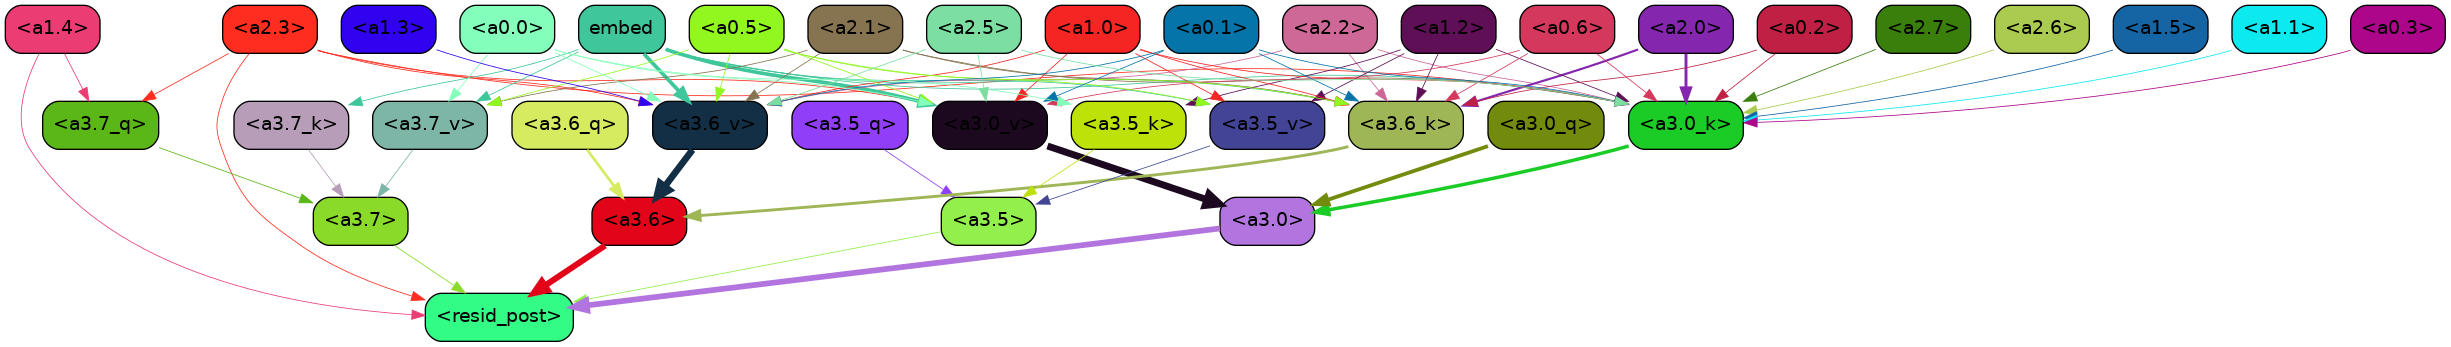 <a1.4> <a2.3> <a1.3> <a0.0> embed <a0.5> <a2.1> <a2.5> <a1.0> <a0.1> <a2.2> <a1.2> <a0.6> <a2.0> <a0.2> <a2.7> <a2.6> <a1.5> <a1.1> <a0.3>
<a3.7_q> <a3.7_k> <a3.7_v> <a3.6_q> <a3.6_v> <a3.5_q> <a3.0_v> <a3.5_k> <a3.5_v> <a3.6_k> <a3.0_q> <a3.0_k>
<a3.7> <a3.6> <a3.5> <a3.0>
<resid_post>